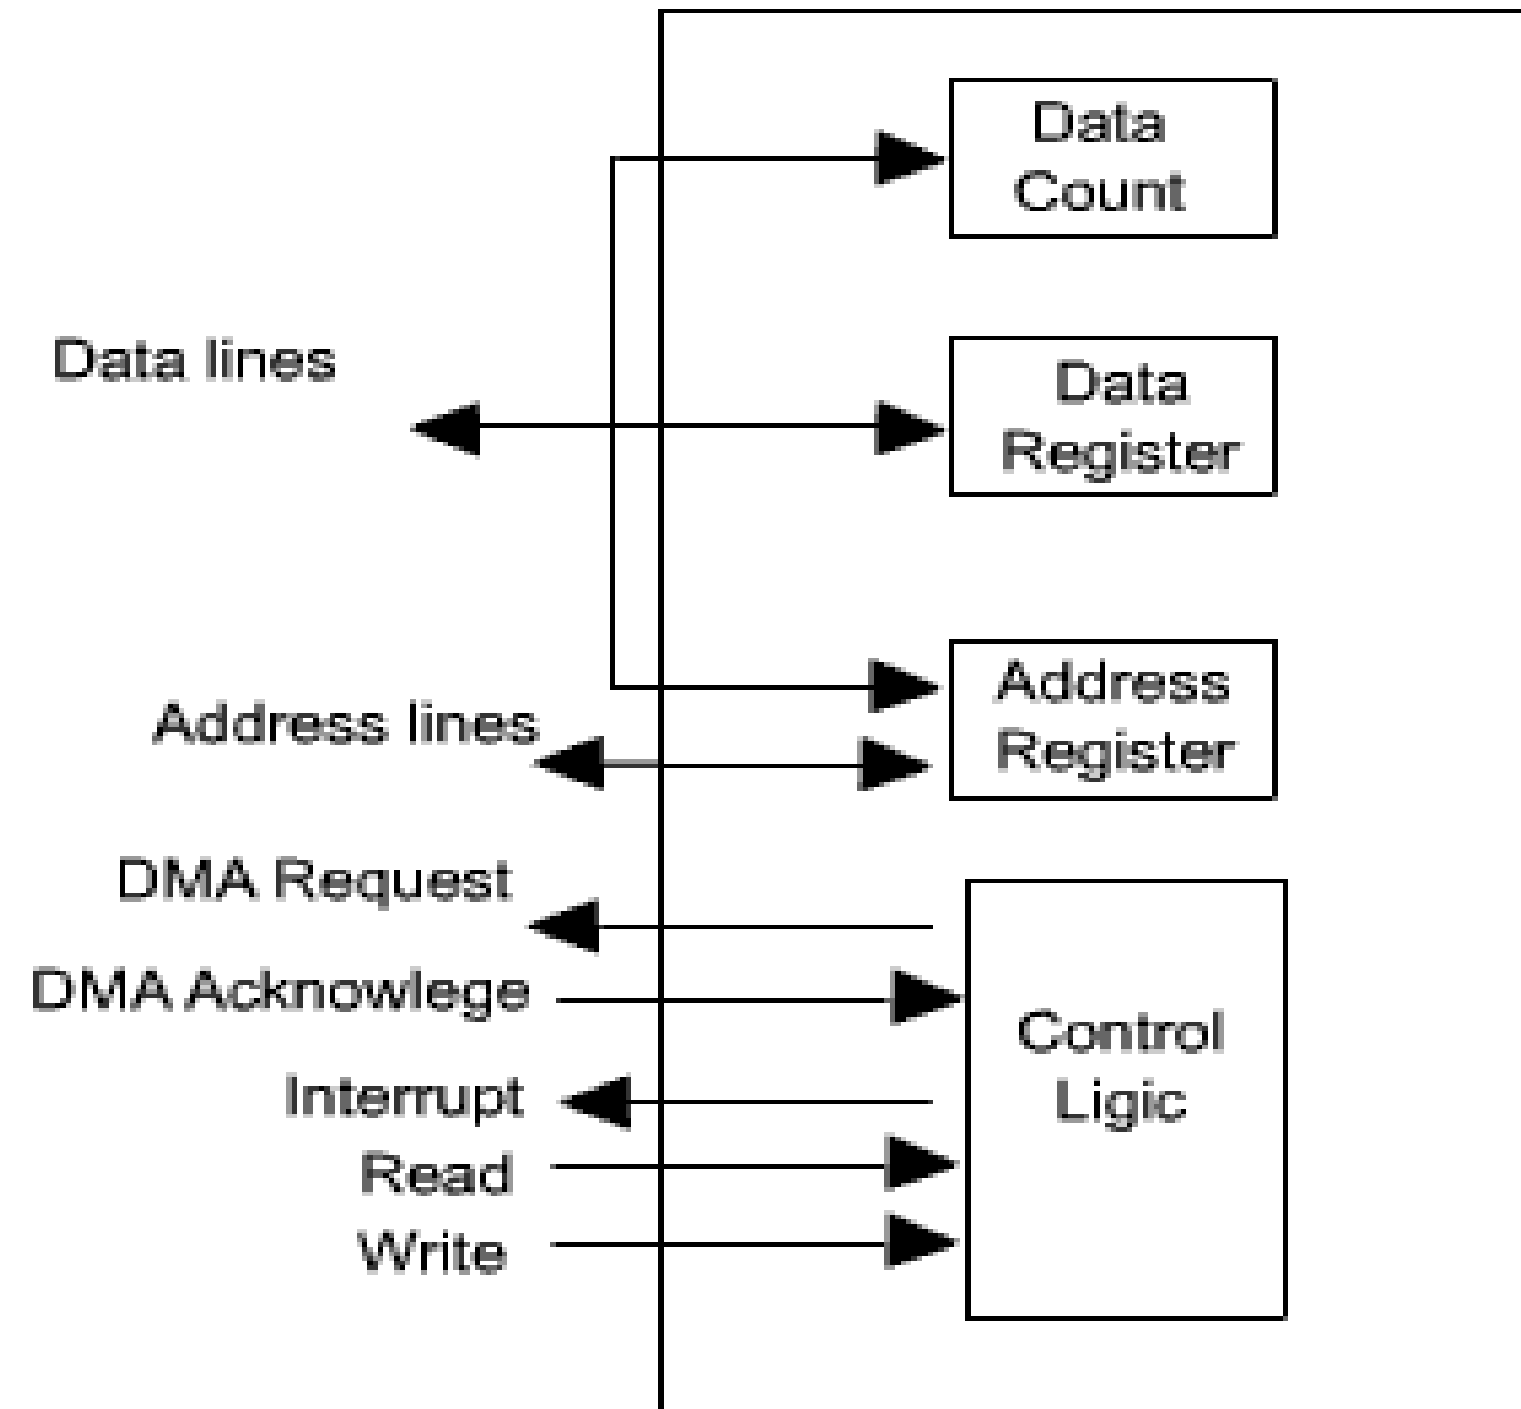 Data
Count
Data lines
Data
Register
Address
Register
Address lines
DMA Request
DMA Acknowlege
Control
Ligic
Interrupt
Read
Write